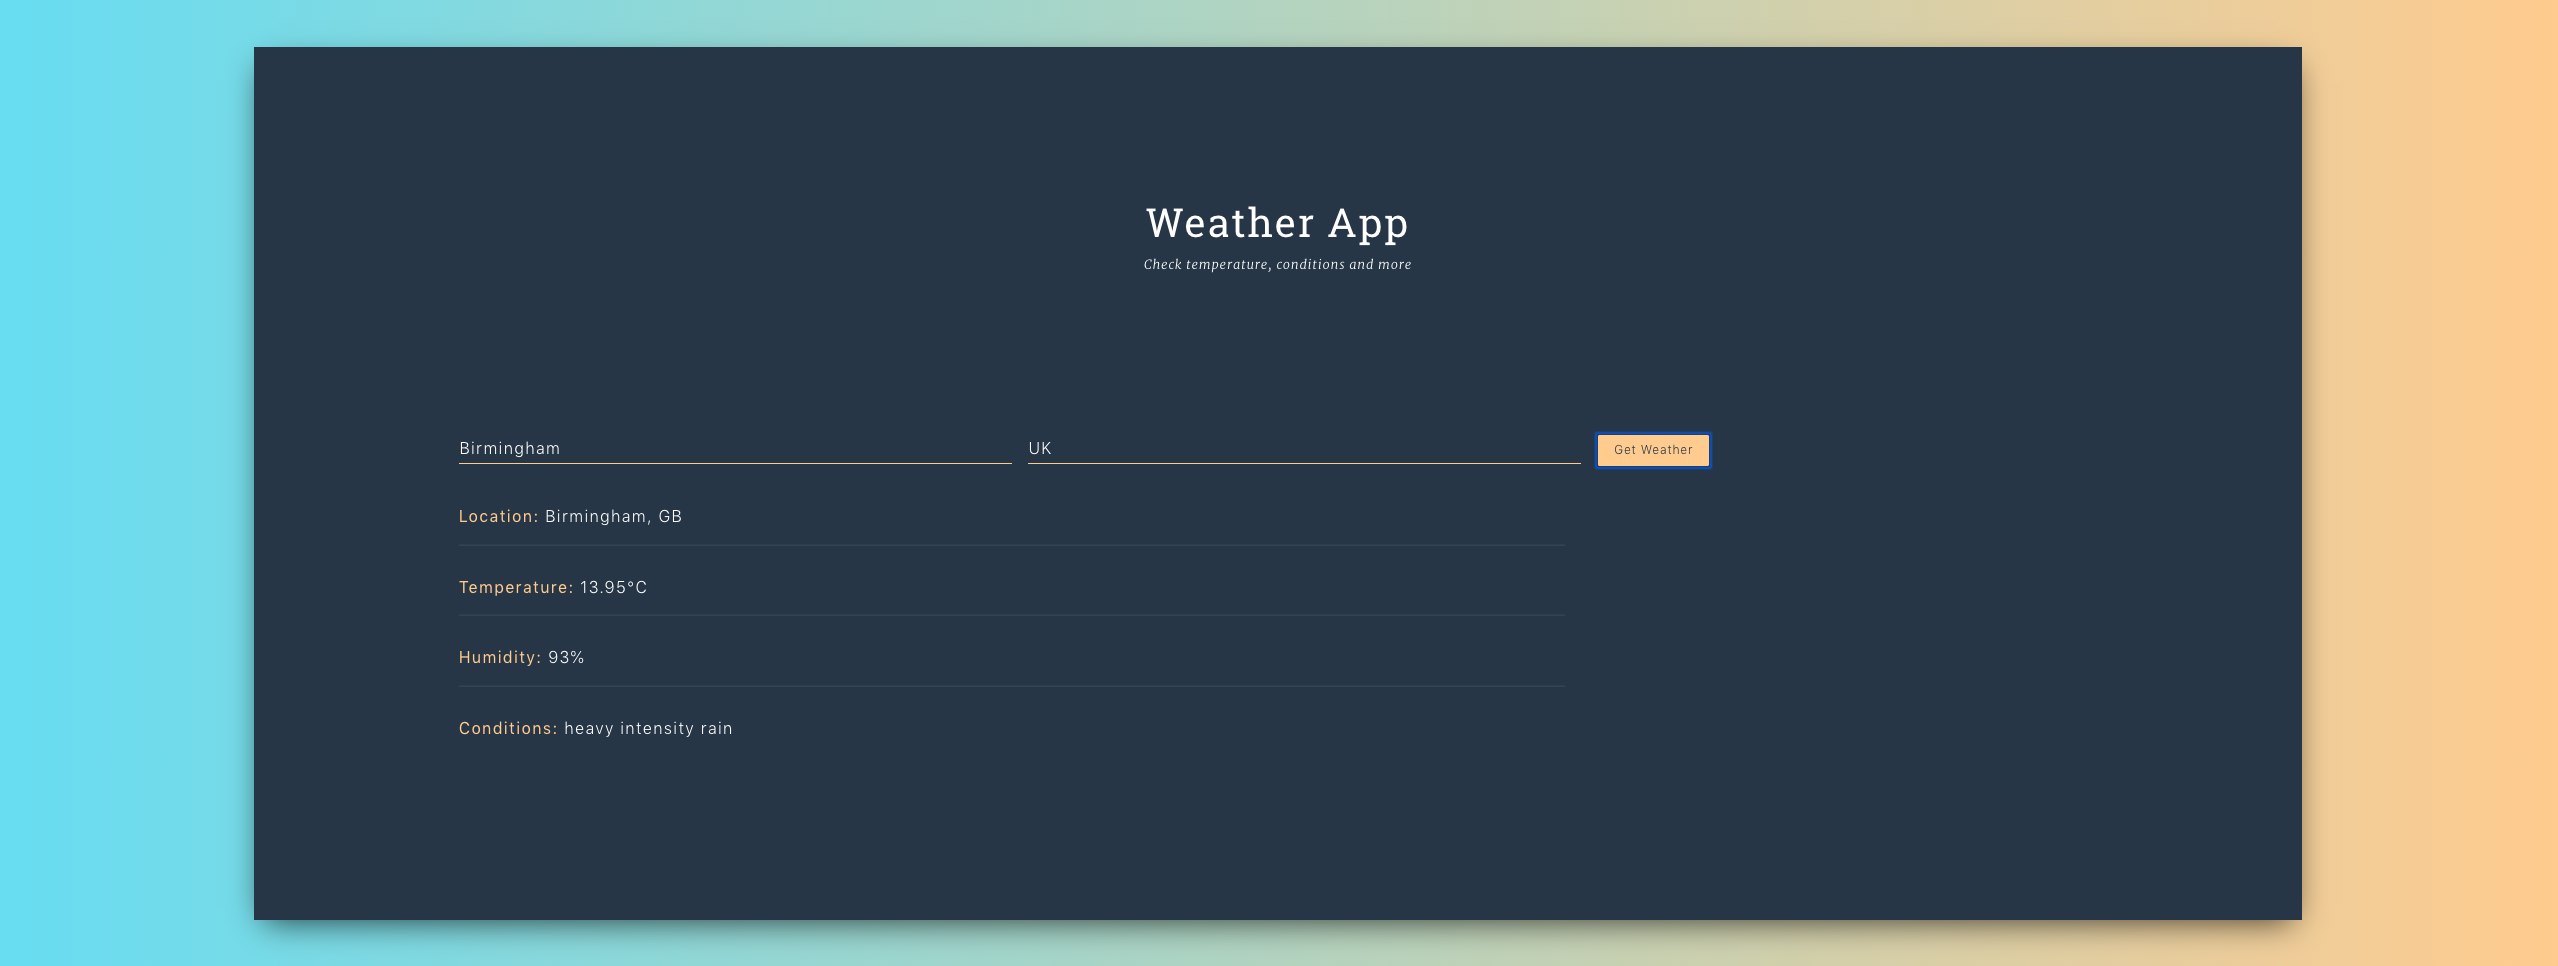 Weather App
Check temperature, conditions and more
Birmingham UK Get Weather
Location: Birmingham, GB
Temperature: 13.95°C
Humidity: 93%
Conditions: heavy intensity rain